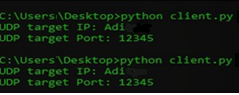 C:\Users\Desktop>python client.py
UDP target IP: Adi
UDP target Port: 12345
C:\Users\Desktop>python client.py
UDP target IP: Adi
UDP target Port: 12345